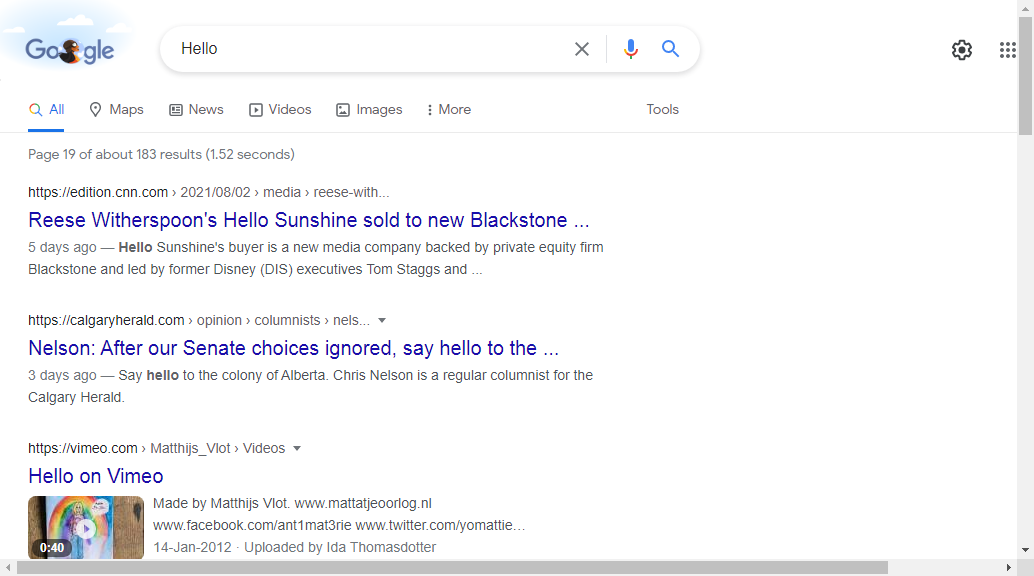 Google
Hello
All Maps News Videos Images More Tools
Page 19 of about 183 results (1.52 seconds)
https://edition.cnn.com › 2021/08/02 › media › reese-with...
Reese Witherspoon's Hello Sunshine sold to new Blackstone ...
5 days ago — Hello Sunshine's buyer is a new media company backed by private equity firm
Blackstone and led by former Disney (DIS) executives Tom Staggs and ...
https://calgaryherald.com › opinion › columnists › nels...
Nelson: After our Senate choices ignored, say hello to the ...
3 days ago — Say hello to the colony of Alberta. Chris Nelson is a regular columnist for the
Calgary Herald.
https://vimeo.com › Matthijs_Vlot › Videos
Hello on Vimeo
Made by Matthijs Vlot. www.mattatjeoorlog.nl
www.facebook.com/ant1mat3rie www.twitter.com/yomattie…
0:40
14-Jan-2012 · Uploaded by Ida Thomasdotter